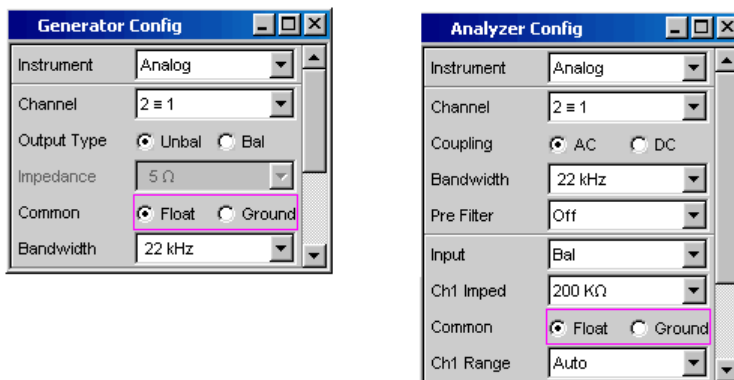 Generator Config
Instrument Analog
Channel 2 ≡ 1
Output Type Unbal Bal
Impedance 5 Ω
Common Float Ground
Bandwidth 22 kHz
Analyzer Config
Instrument Analog
Channel 2 ≡ 1
Coupling AC DC
Bandwidth 22 kHz
Pre Filter Off
Input Bal
Ch1 Imped 200 KΩ
Common Float Ground
Ch1 Range Auto